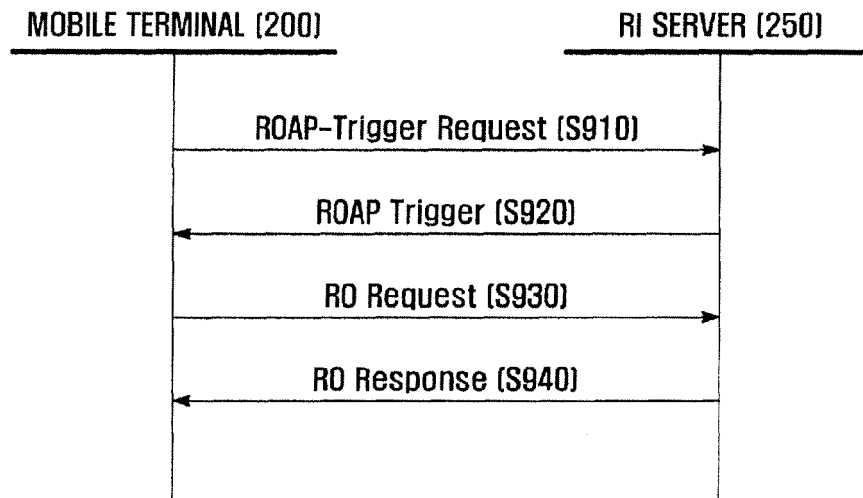 MOBILE TERMINAL (200)
RI SERVER (250)
ROAP-Trigger Request (S910)
ROAP Trigger (S920)
RO Request (S930)
RO Response (S940)